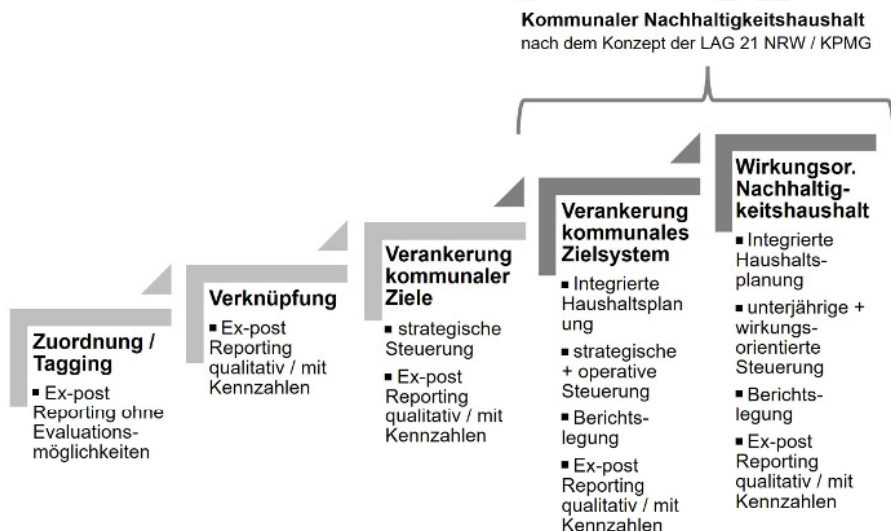 Kommunaler Nachhaltigkeitshaushalt
nach dem Konzept der LAG 21 NRW / KPMG
Zuordnung /
Tagging
▪ Ex-post
Reporting ohne
Evaluations-
möglichkeiten
Verknüpfung
▪ Ex-post
Reporting
qualitativ / mit
Kennzahlen
Verankerung
kommunaler
Ziele
▪ strategische
Steuerung
▪ Ex-post
Reporting
qualitativ / mit
Kennzahlen
Verankerung
kommunales
Zielsystem
▪ Integrierte
Haushaltsplan
ung
▪ strategische
+ operative
Steuerung
▪ Berichts-
legung
▪ Ex-post
Reporting
qualitativ / mit
Kennzahlen
Wirkungsor.
Nachhaltig-
keitshaushalt
▪ Integrierte
Haushalts-
planung
▪ unterjährige +
wirkungs-
orientierte
Steuerung
▪ Berichts-
legung
▪ Ex-post
Reporting
qualitativ / mit
Kennzahlen